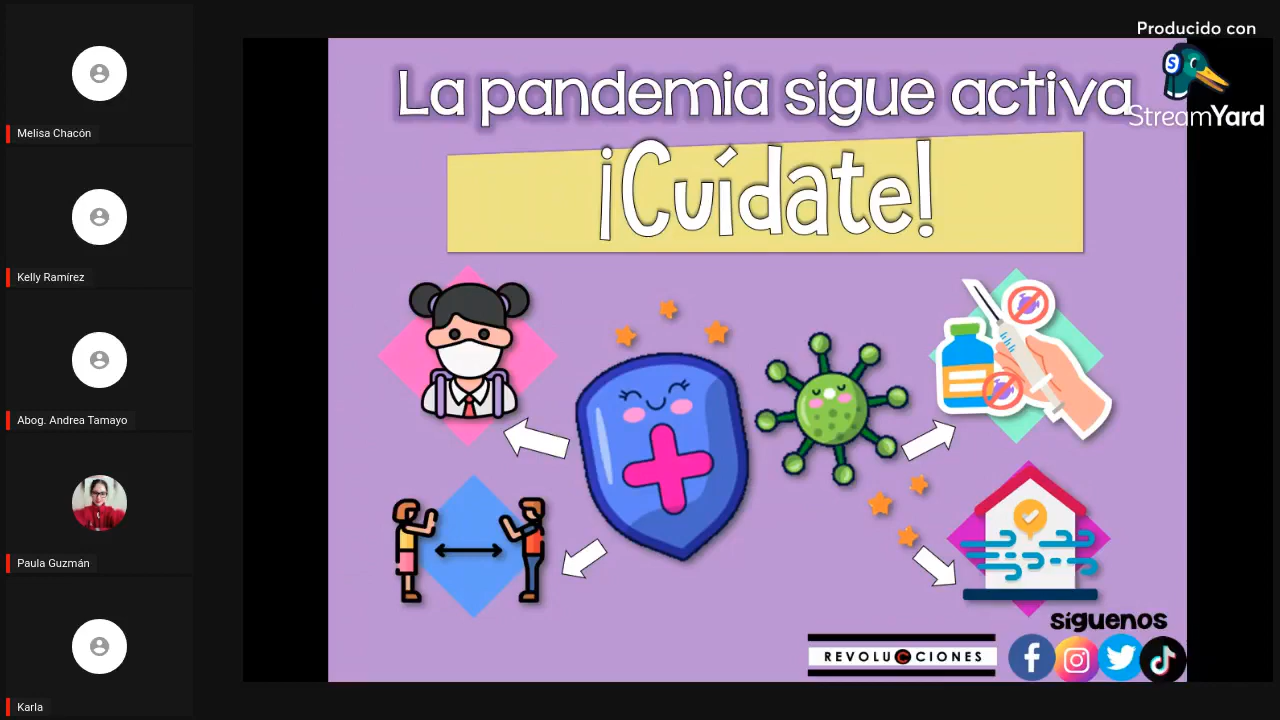 Producido con
StreamYard
Melisa Chacón
Kelly Ramírez
Abog. Andrea Tamayo
Paula Guzmán
Karla
La pandemia sigue activa
¡Cuídate!
síguenos
REVOLUCCIONES